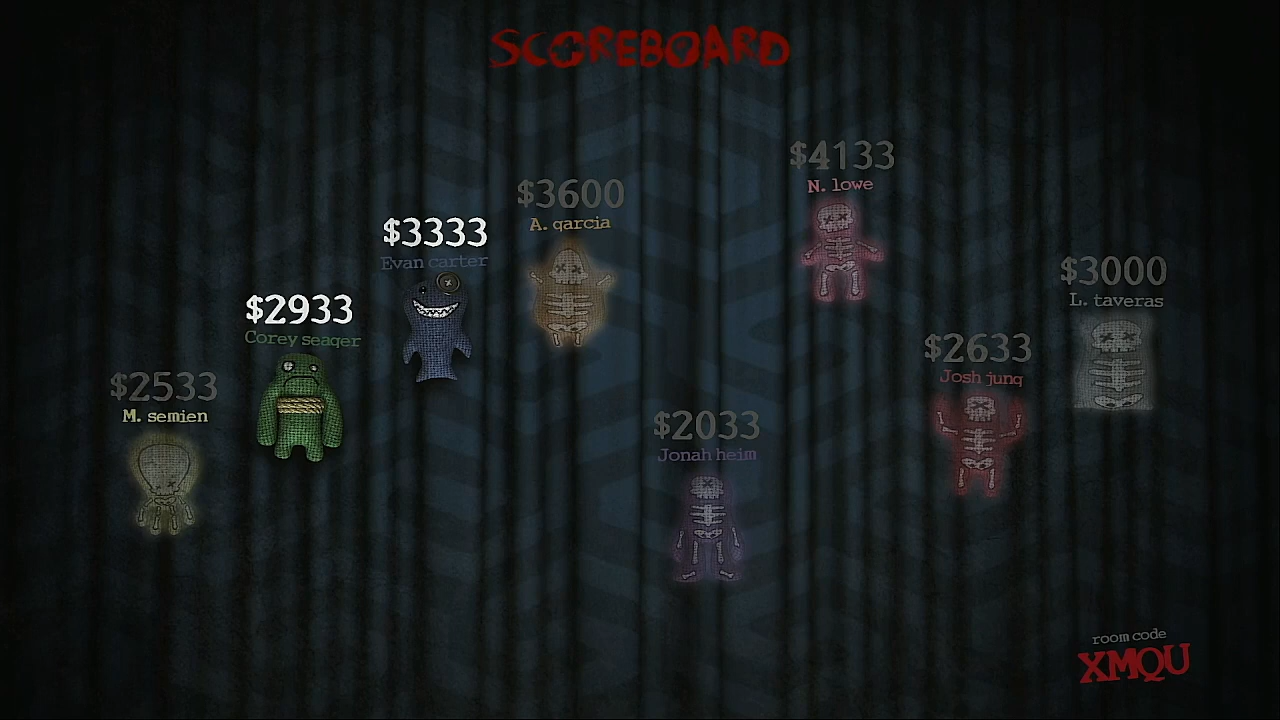 SCOREBOARD
$2533
M. semien
$2933
Corey seager
$3333
Evan carter
$3600
A. garcia
$2033
Jonah heim
$4133
N. lowe
$2633
Josh jung
$3000
L. taveras
room code
XMQU